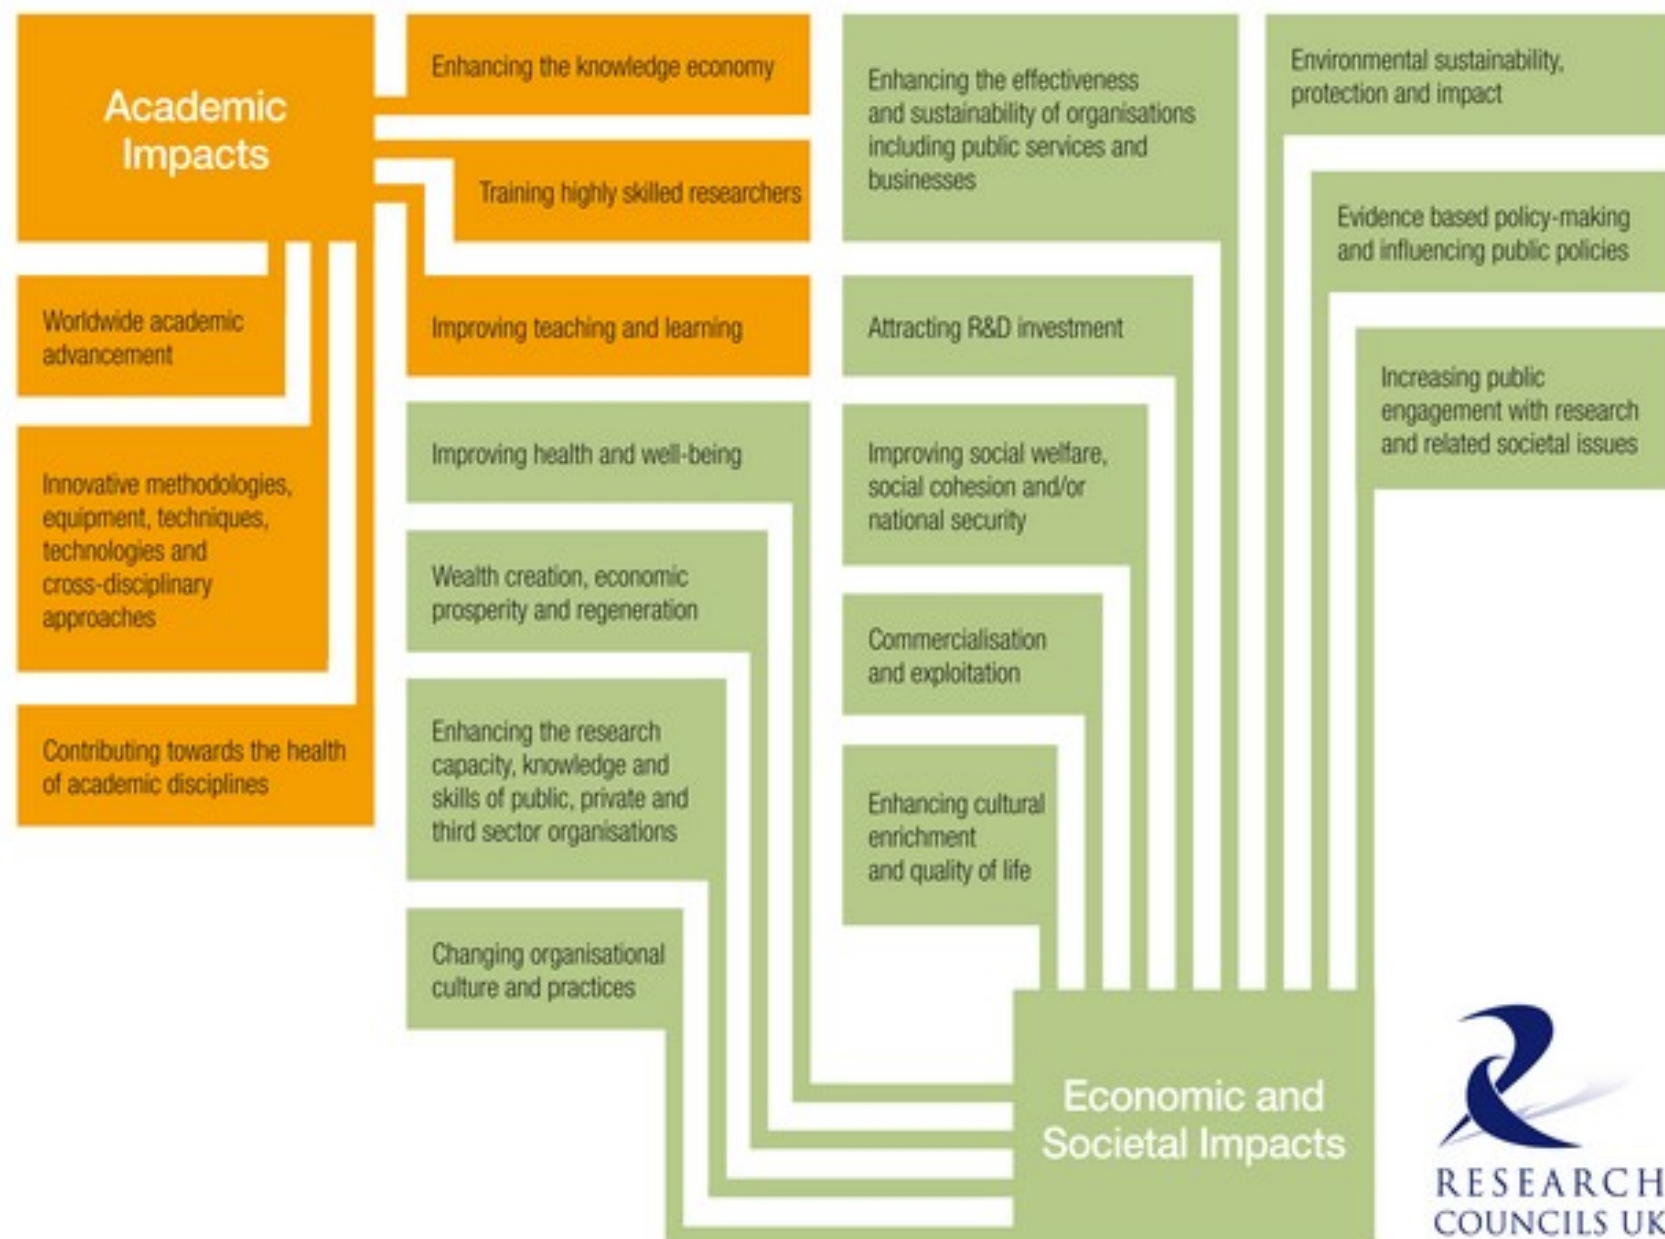 Academic
Impacts
Enhancing the knowledge economy
Training highly skilled researchers
Improving teaching and learning
Worldwide academic
advancement
Innovative methodologies,
equipment, techniques,
technologies and
cross-disciplinary
approaches
Contributing towards the health
of academic disciplines
Improving health and well-being
Wealth creation, economic
prosperity and regeneration
Enhancing the research
capacity, knowledge and
skills of public, private and
third sector organisations
Changing organisational
culture and practices
Enhancing the effectiveness
and sustainability of organisations
including public services and
businesses
Attracting R&D investment
Improving social welfare,
social cohesion and/or
national security
Commercialisation
and exploitation
Enhancing cultural
enrichment
and quality of life
Environmental sustainability,
protection and impact
Evidence based policy-making
and influencing public policies
Increasing public
engagement with research
and related societal issues
Economic and
Societal Impacts
RESEARCH
COUNCILS UK